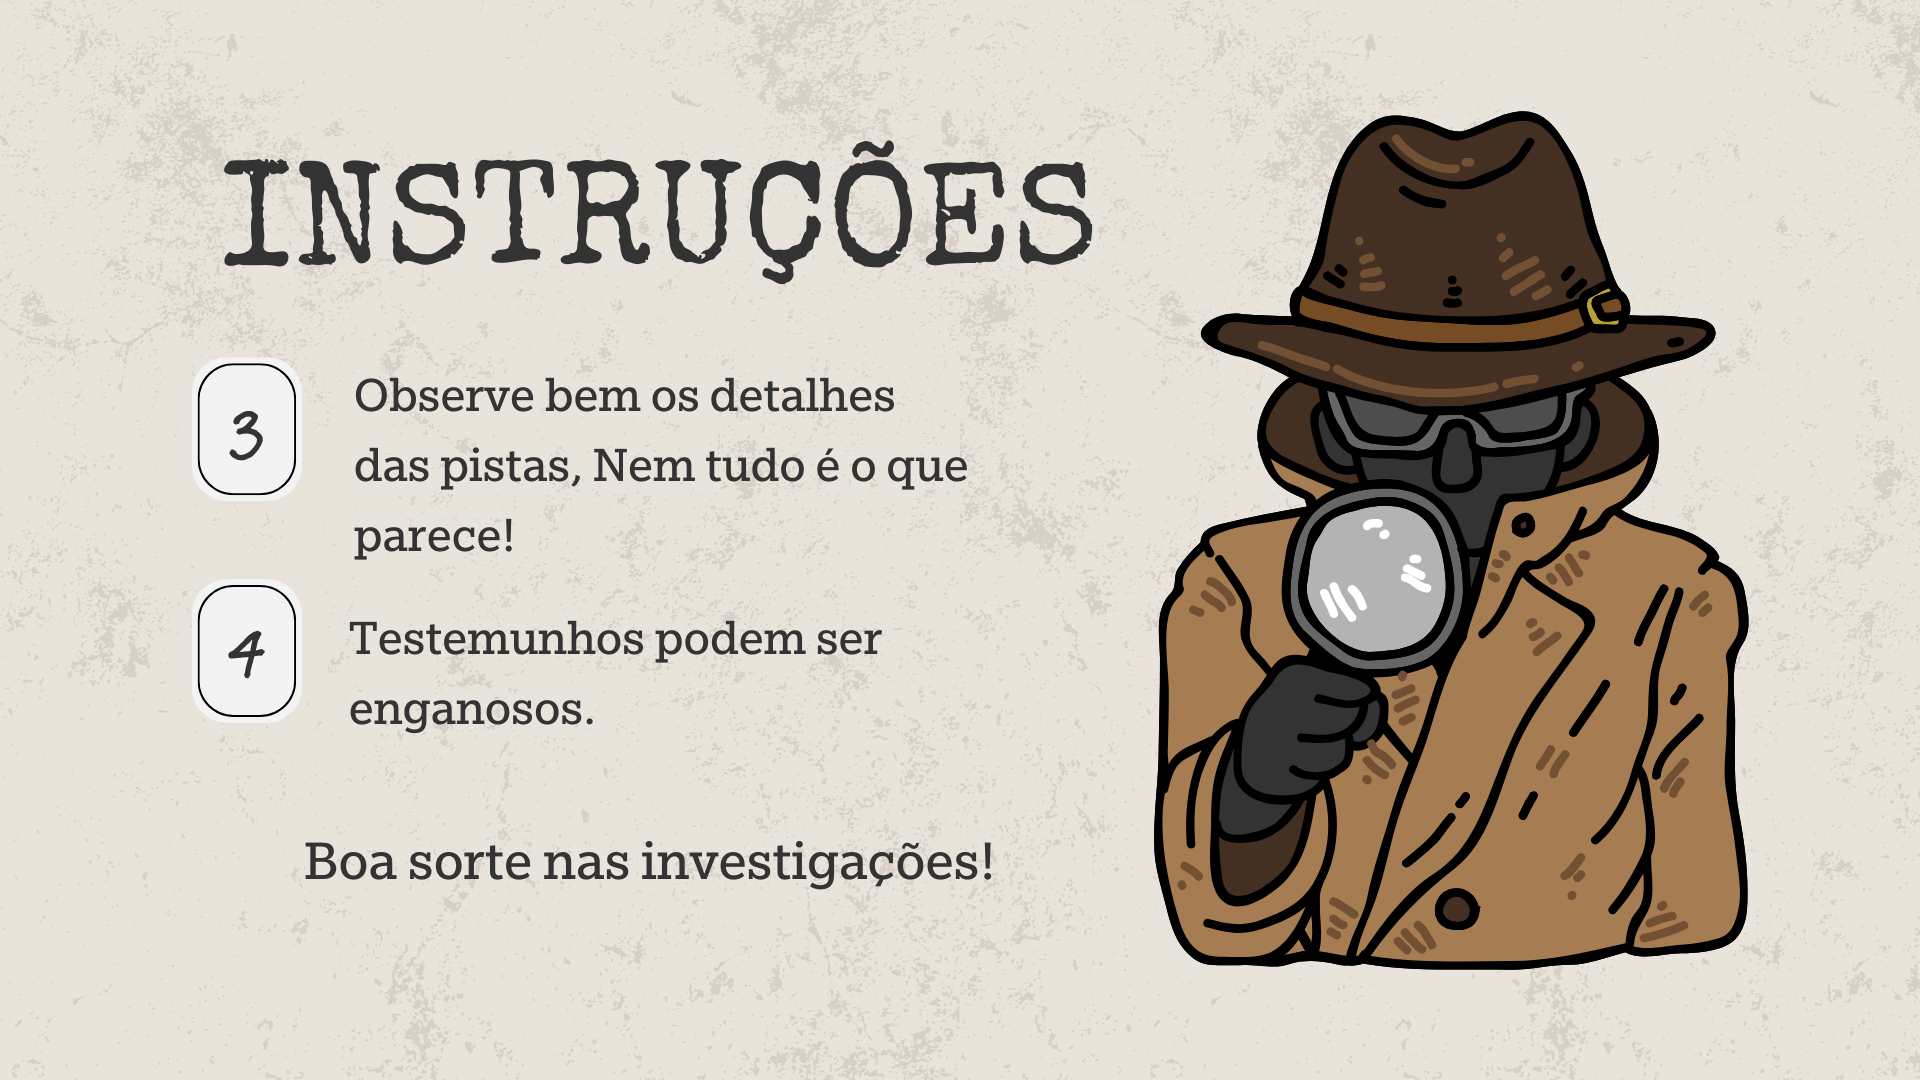 INSTRUÇÕES
3
Observe bem os detalhes
das pistas, Nem tudo é o que
parece!
4
Testemunhos podem ser
enganosos.
Boa sorte nas investigações!